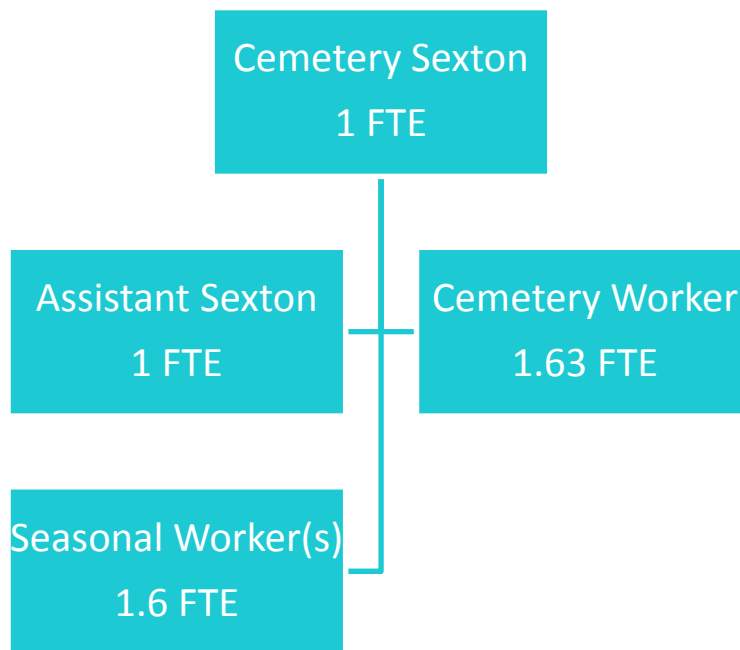 Cemetery Sexton
1 FTE
Assistant Sexton
1 FTE
Cemetery Worker
1.63 FTE
Seasonal Worker(s)
1.6 FTE